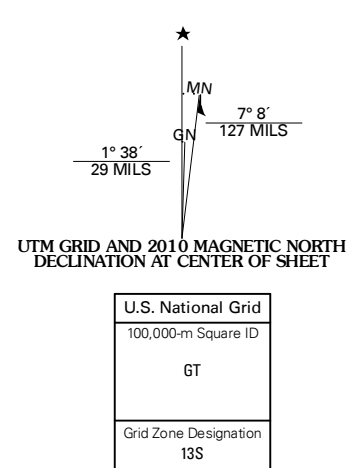 ★
MN
7° 8´
127 MILS
GN
1° 38´
29 MILS
UTM GRID AND 2010 MAGNETIC NORTH
DECLINATION AT CENTER OF SHEET
U.S. National Grid
100,000-m Square ID
GT
Grid Zone Designation
13S